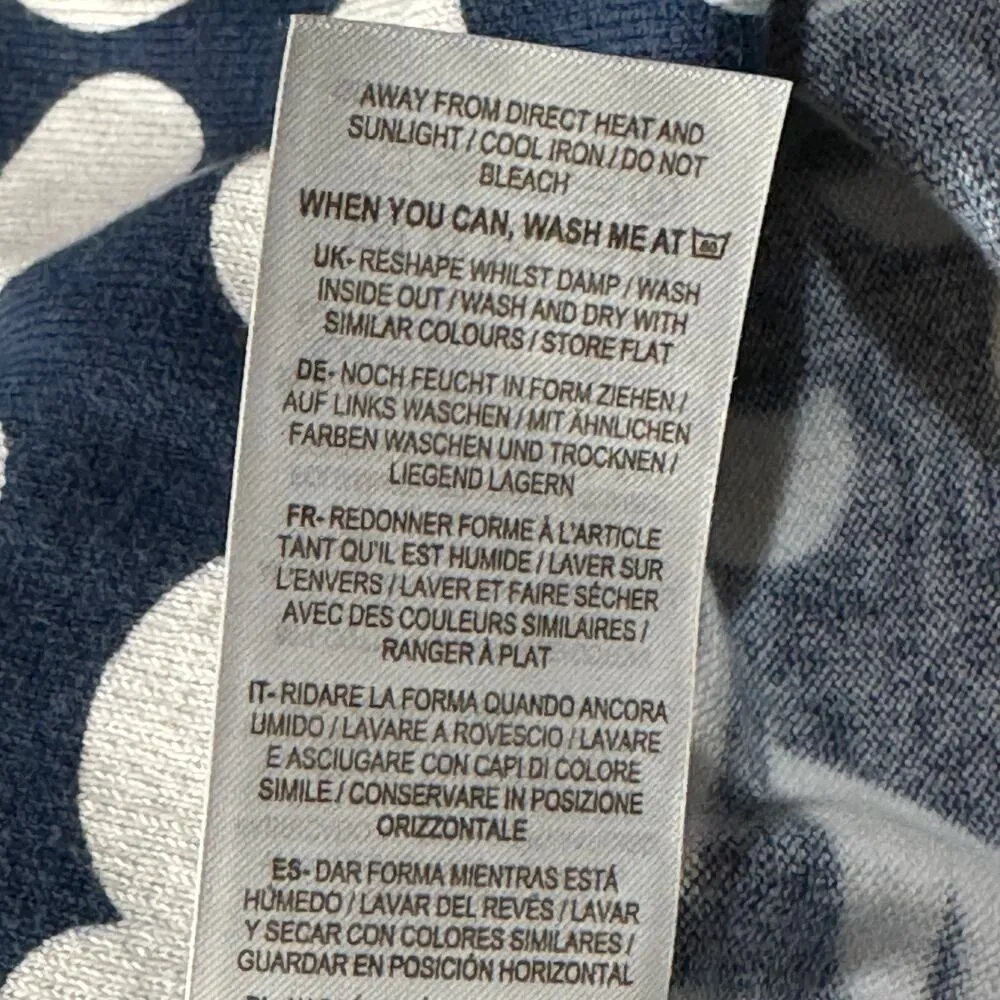 AWAY FROM DIRECT HEAT AND
SUNLIGHT / COOL IRON / DO NOT
BLEACH
WHEN YOU CAN, WASH ME AT
UK- RESHAPE WHILST DAMP / WASH
INSIDE OUT / WASH AND DRY WITH
SIMILAR COLOURS / STORE FLAT
DE- NOCH FEUCHT IN FORM ZIEHEN /
AUF LINKS WASCHEN / MIT ÄHNLICHEN
FARBEN WASCHEN UND TROCKNEN /
LIEGEND LAGERN
FR- REDONNER FORME À L'ARTICLE
TANT QU'IL EST HUMIDE / LAVER SUR
L'ENVERS / LAVER ET FAIRE SÉCHER
AVEC DES COULEURS SIMILAIRES /
RANGER À PLAT
IT- RIDARE LA FORMA QUANDO ANCORA
UMIDO / LAVARE A ROVESCIO / LAVARE
E ASCIUGARE CON CAPI DI COLORE
SIMILE / CONSERVARE IN POSIZIONE
ORIZZONTALE
ES- DAR FORMA MIENTRAS ESTÁ
HÚMEDO / LAVAR DEL REVÉS / LAVAR
Y SECAR CON COLORES SIMILARES /
GUARDAR EN POSICIÓN HORIZONTAL